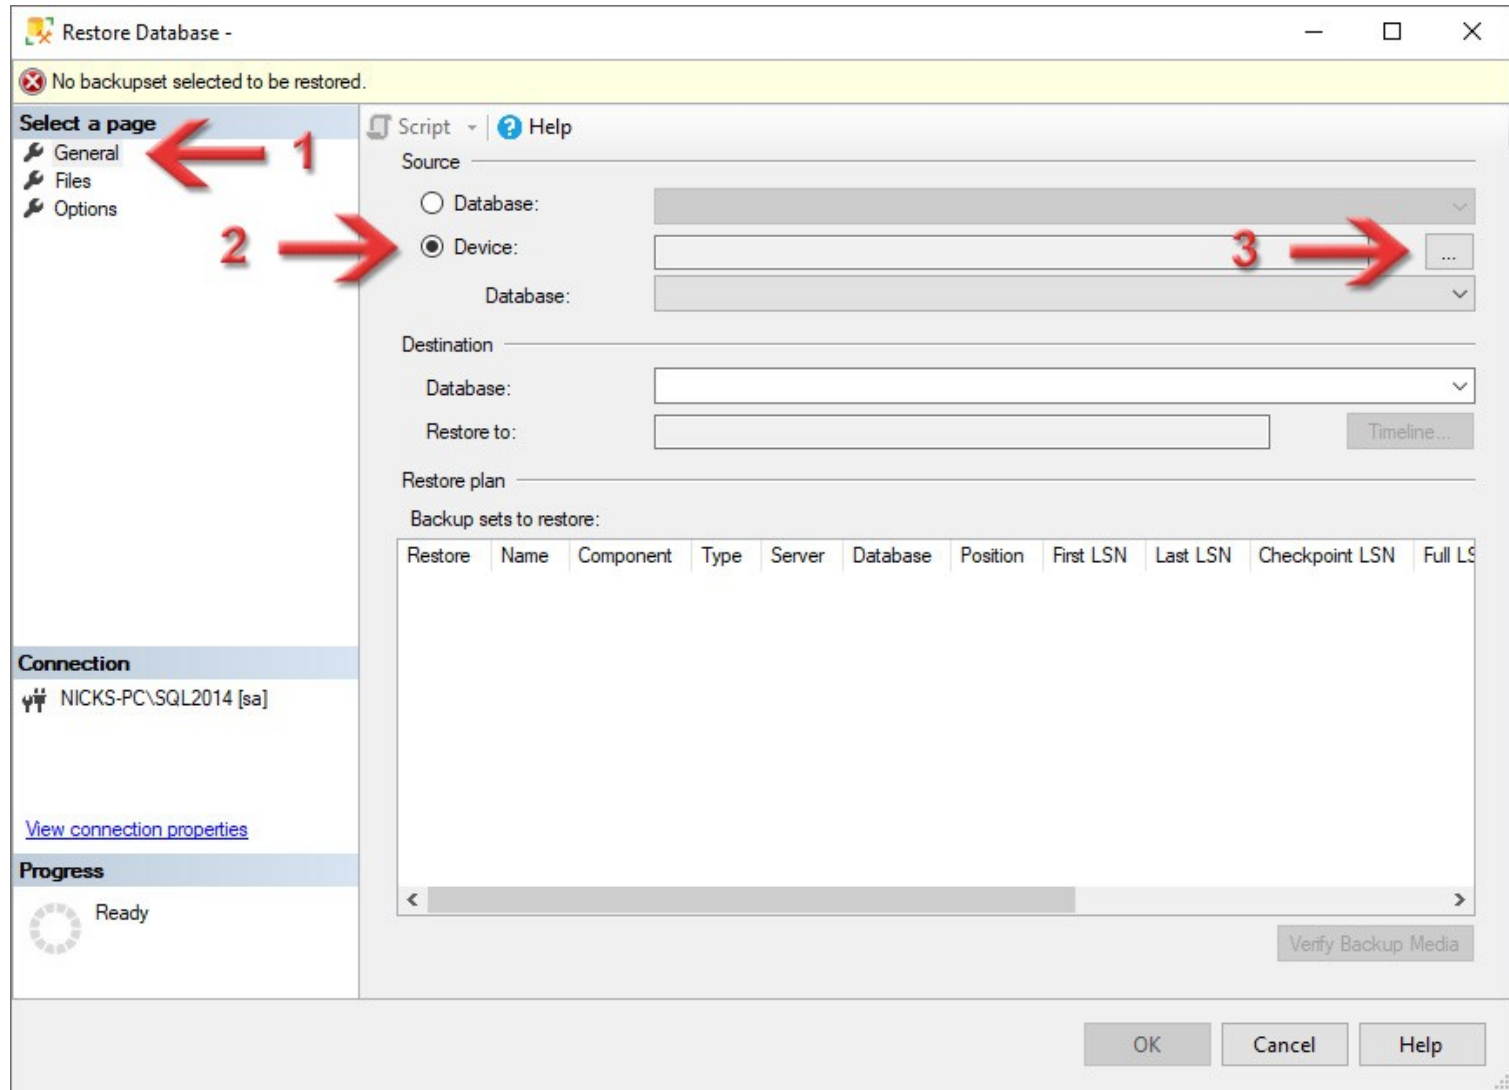 Restore Database -
No backupset selected to be restored.
Select a page
General
Files
Options
1
Script
Help
Source
Database:
2
Device:
3
...
Database:
Destination
Database:
Restore to:
Timeline...
Restore plan
Backup sets to restore:
Restore Name Component Type Server Database Position First LSN Last LSN Checkpoint LSN Full LS
Connection
NICKS-PC\SQL2014 [sa]
View connection properties
Progress
Ready
Verify Backup Media
OK Cancel Help